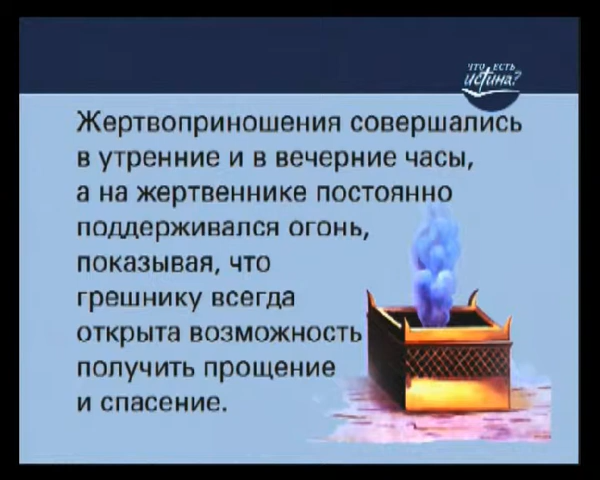 ЧТО ЕСТЬ
истина?
Жертвоприношения совершались
в утренние и в вечерние часы,
а на жертвеннике постоянно
поддерживался огонь,
показывая, что
грешнику всегда
открыта возможность
получить прощение
и спасение.